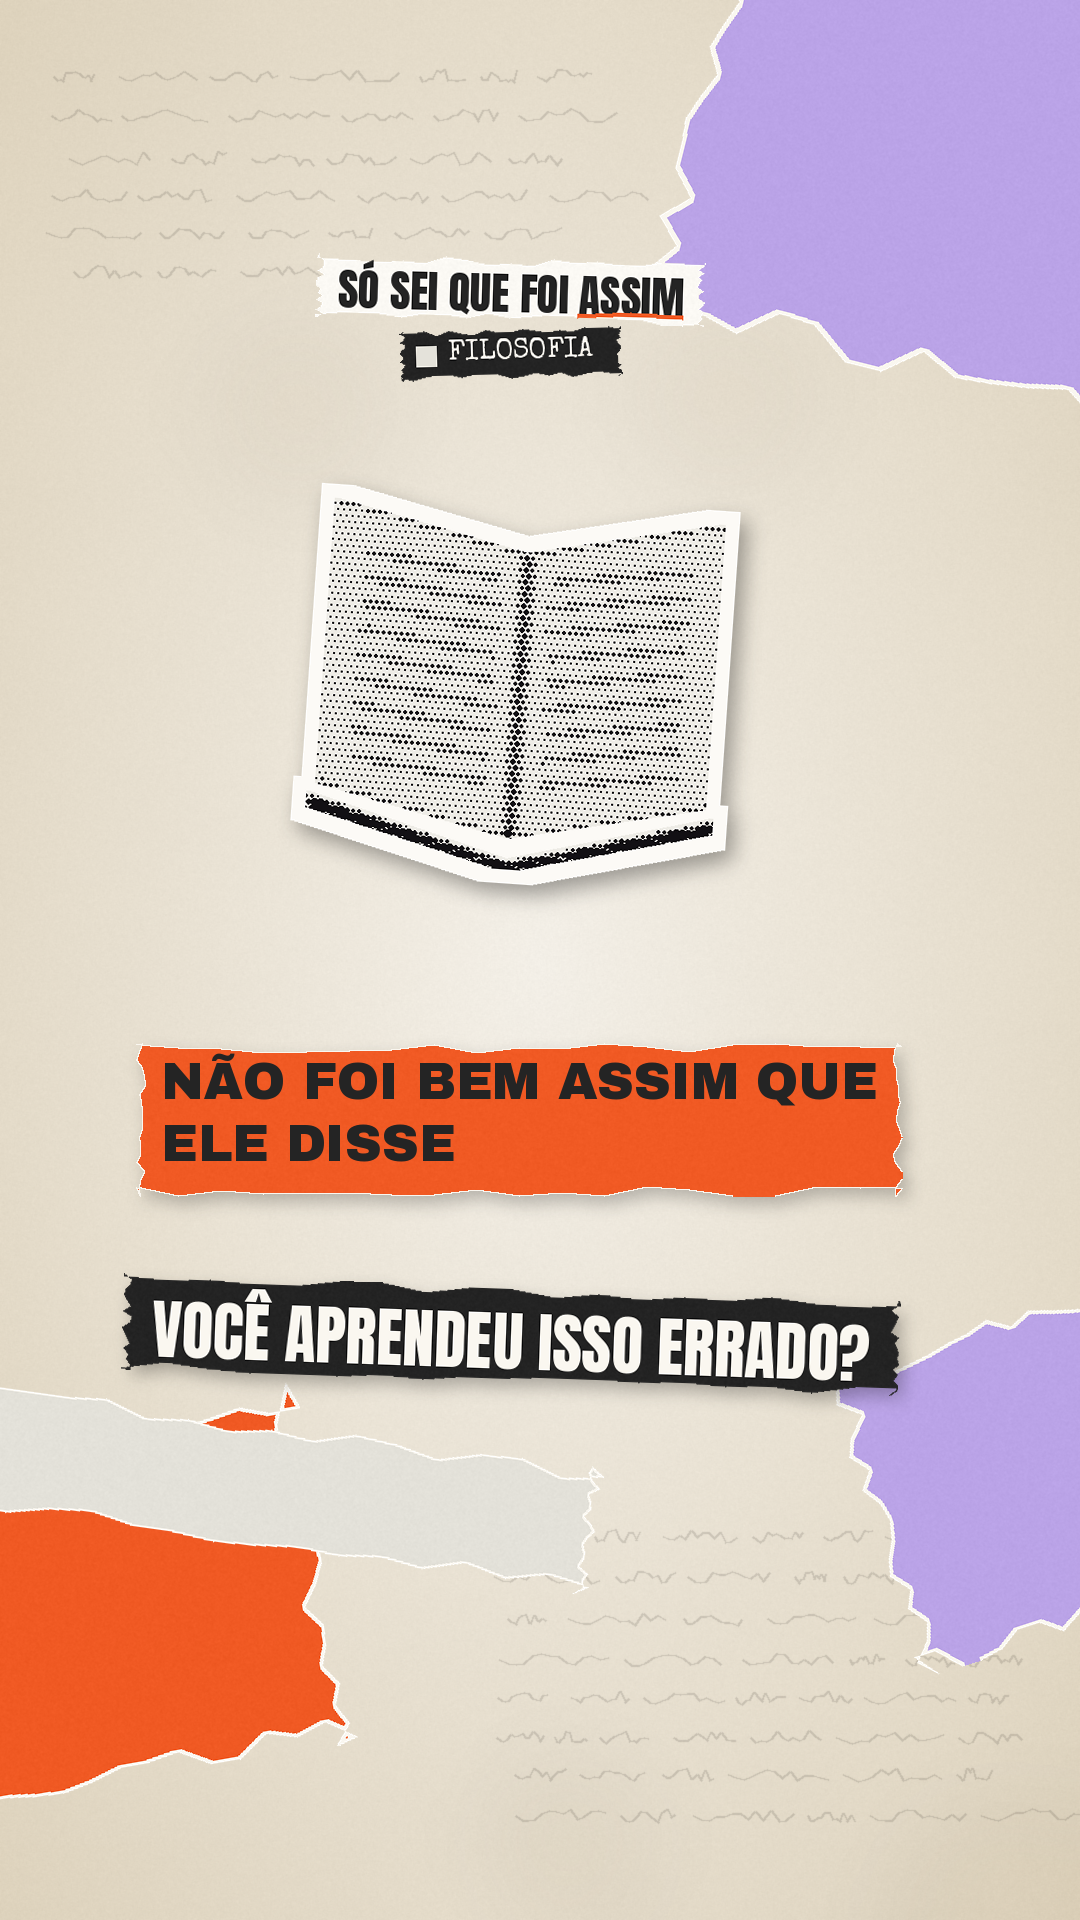 SÓ SEI QUE FOI ASSIM
FILOSOFIA
NÃO FOI BEM ASSIM QUE
ELE DISSE
VOCÊ APRENDEU ISSO ERRADO?